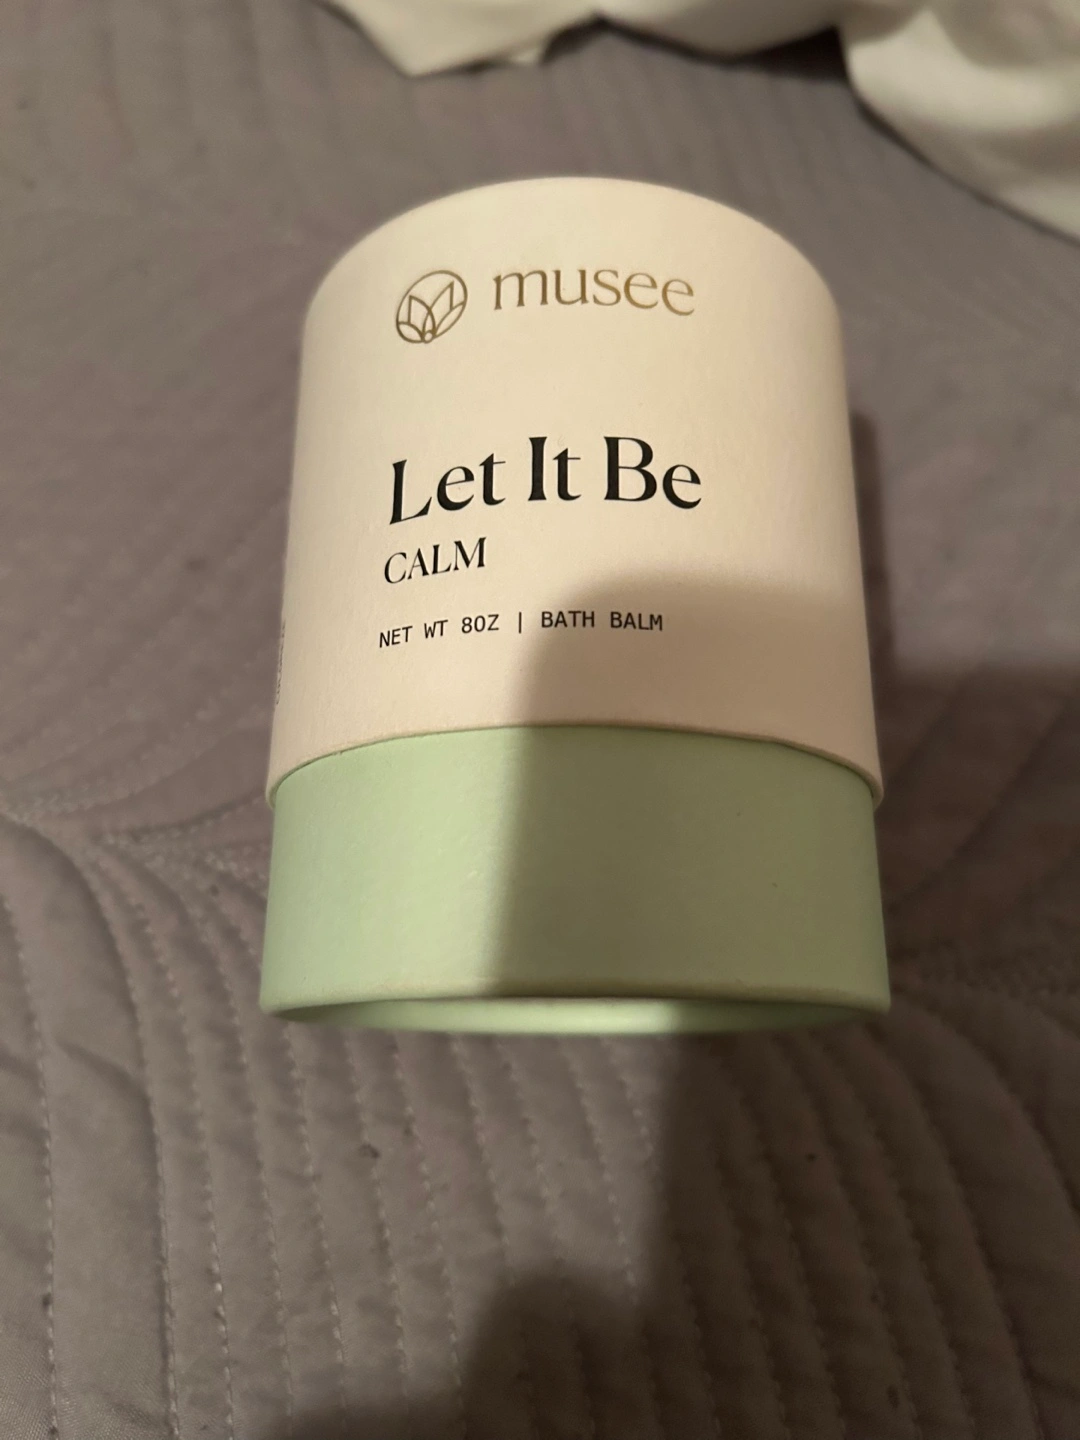 musee
Let It Be
CALM
NET WT 8OZ | BATH BALM